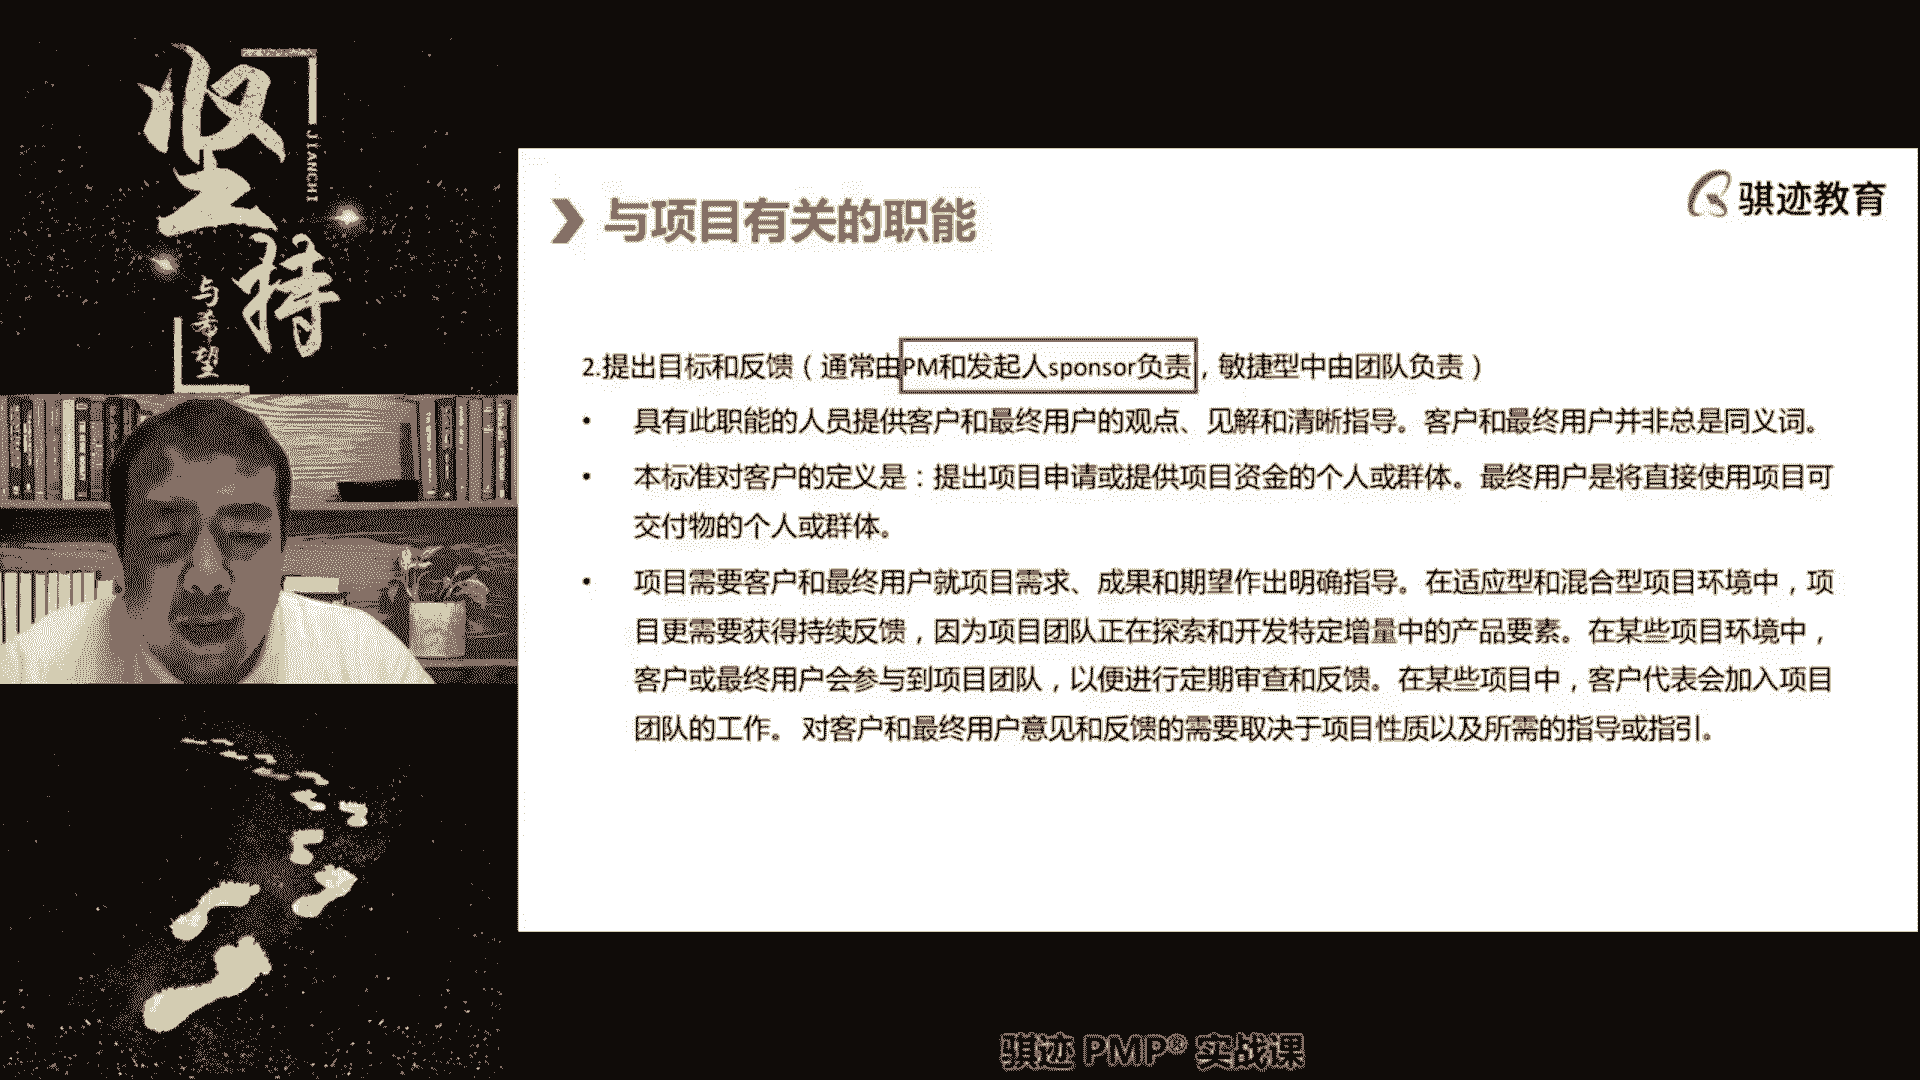 坚持
JIANCHI
与希望
骐迹教育
与项目有关的职能
2.提出目标和反馈（通常由PM和发起人sponsor负责，敏捷型中由团队负责）
• 具有此职能的人员提供客户和最终用户的观点、见解和清晰指导。客户和最终用户并非总是同义词。
• 本标准对客户的定义是：提出项目申请或提供项目资金的个人或群体。最终用户是将直接使用项目可
交付物的个人或群体。
• 项目需要客户和最终用户就项目需求、成果和期望作出明确指导。在适应型和混合型项目环境中，项
目更需要获得持续反馈，因为项目团队正在探索和开发特定增量中的产品要素。在某些项目环境中，
客户或最终用户会参与到项目团队，以便进行定期审查和反馈。在某些项目中，客户代表会加入项目
团队的工作。 对客户和最终用户意见和反馈的需要取决于项目性质以及所需的指导或指引。
骐迹 PMP® 实战课